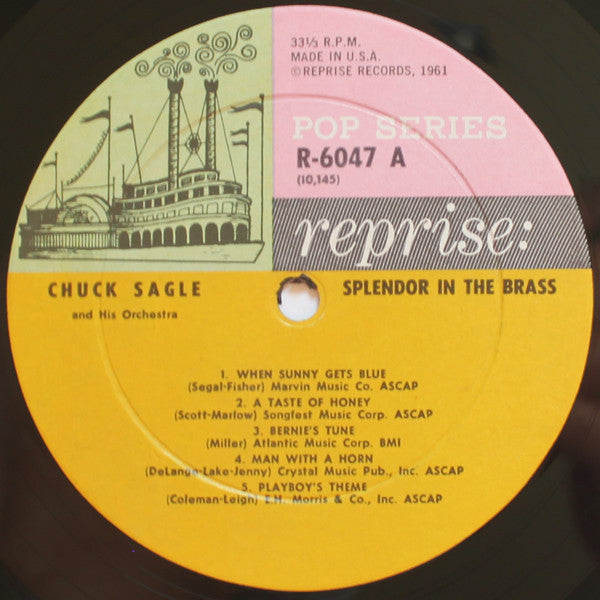 33⅓ R.P.M.
MADE IN U.S.A.
©REPRISE RECORDS, 1961
POP SERIES
R-6047 A
(10,145)
reprise:
CHUCK SAGLE
and His Orchestra
SPLENDOR IN THE BRASS
1. WHEN SUNNY GETS BLUE
(Segal-Fisher) Marvin Music Co. ASCAP
2. A TASTE OF HONEY
(Scott-Marlow) Songfest Music Corp. ASCAP
3. BERNIE'S TUNE
(Miller) Atlantic Music Corp. BMI
4. MAN WITH A HORN
(DeLange-Lake-Jenny) Crystal Music Pub., Inc. ASCAP
5. PLAYBOY'S THEME
(Coleman-Leigh) E.H. Morris & Co., Inc. ASCAP